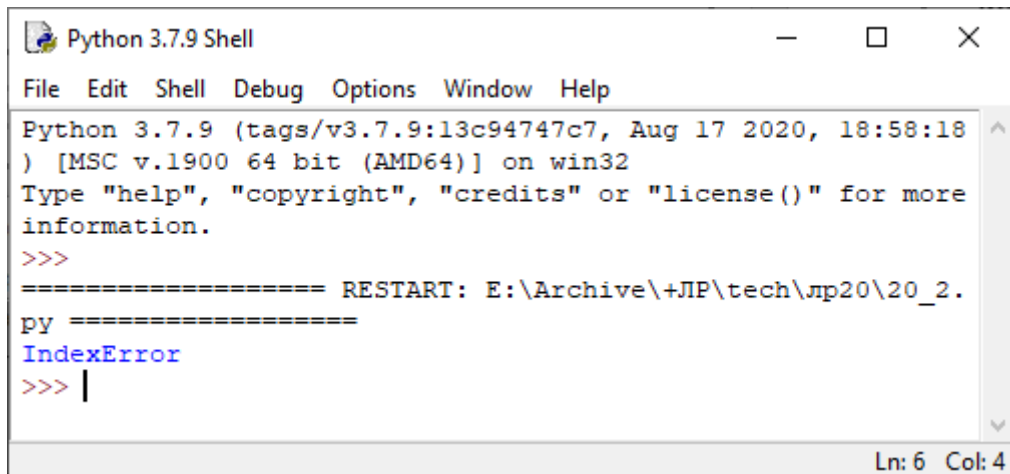 Python 3.7.9 Shell
File Edit Shell Debug Options Window Help
Python 3.7.9 (tags/v3.7.9:13c94747c7, Aug 17 2020, 18:58:18
) [MSC v.1900 64 bit (AMD64)] on win32
Type "help", "copyright", "credits" or "license()" for more
information.
>>>
=================== RESTART: E:\Archive\+ЛР\tech\лр20\20_2.
py ==================
IndexError
>>>
Ln: 6 Col: 4